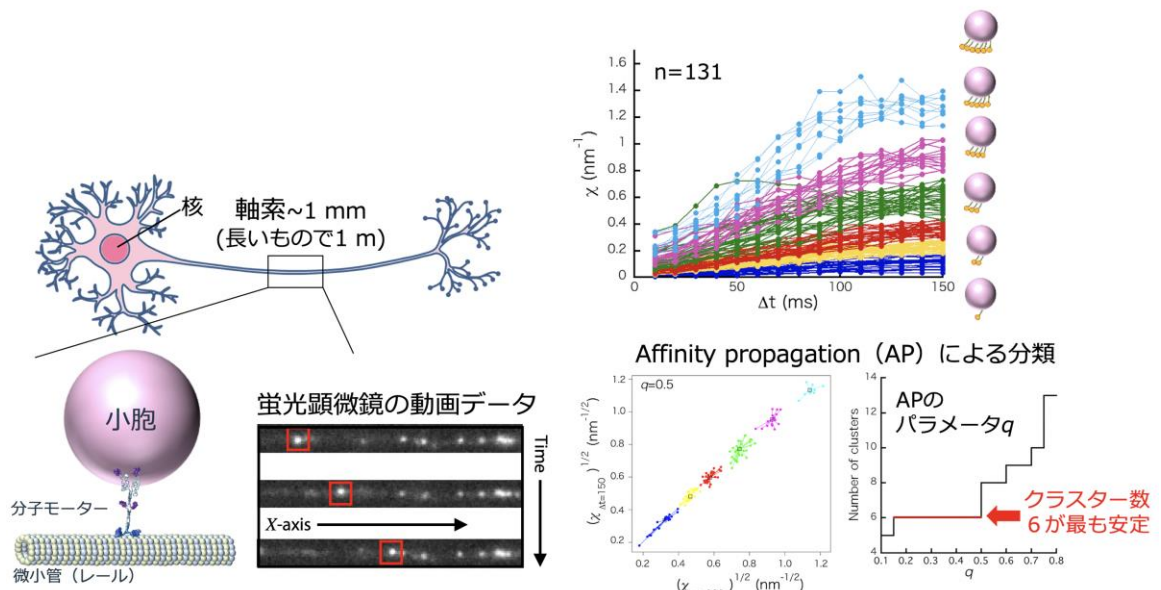 核
軸索~1 mm
(長いもので1 m)
小胞
分子モーター
微小管（レール）
蛍光顕微鏡の動画データ
X-axis
Time
n=131
χ (nm⁻¹)
1.6
1.4
1.2
1
0.8
0.6
0.4
0.2
0
0
50
100
150
Δt (ms)
Affinity propagation（AP）による分類
q=0.5
(χ Δt=150)^1/2 (nm^-1/2)
1.2
1.0
0.8
0.6
0.4
0.2
0.2
0.4
0.6
0.8
1.0
1.2
)^1/2 (nm^-1/2)
APの
パラメータq
Number of clusters
14
12
10
8
6
4
クラスター数
６が最も安定
0.1
0.2
0.3
0.4
0.5
0.6
0.7
0.8
q